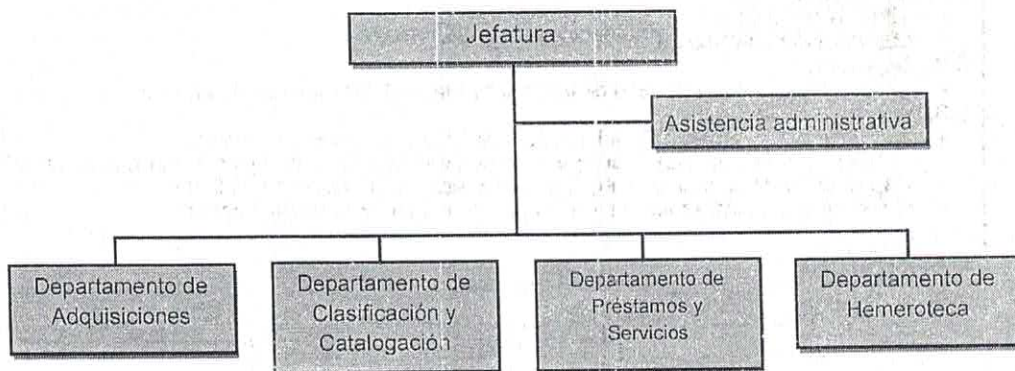 Jefatura
Asistencia administrativa
Departamento de
Adquisiciones
Departamento de
Clasificación y
Catalogación
Departamento de
Préstamos y
Servicios
Departamento de
Hemeroteca